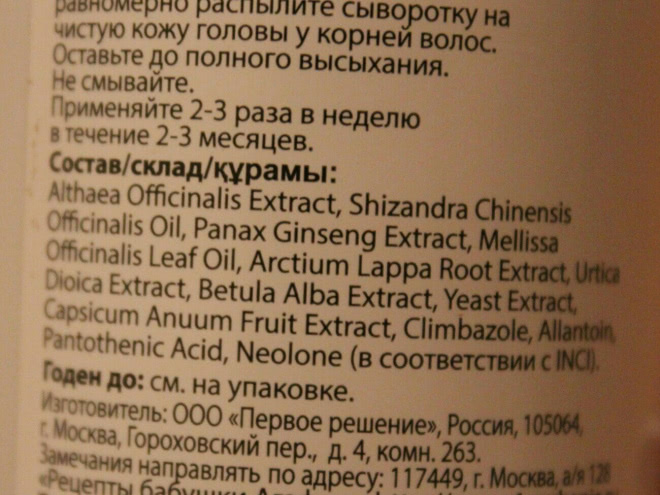 равномерно распылите сыворотку на
чистую кожу головы у корней волос.
Оставьте до полного высыхания.
Не смывайте.
Применяйте 2-3 раза в неделю
в течение 2-3 месяцев.
Состав/склад/құрамы:
Althaea Officinalis Extract, Shizandra Chinensis
Officinalis Oil, Panax Ginseng Extract, Mellissa
Officinalis Leaf Oil, Arctium Lappa Root Extract, Urtica
Dioica Extract, Betula Alba Extract, Yeast Extract,
Capsicum Anuum Fruit Extract, Climbazole, Allantoin,
Pantothenic Acid, Neolone (в соответствии с INCI).
Годен до: см. на упаковке.
Изготовитель: ООО «Первое решение», Россия, 105064,
г. Москва, Гороховский пер., д. 4, комн. 263.
Замечания направлять по адресу: 117449, г. Москва, а/я 128
«Рецепты бабушки